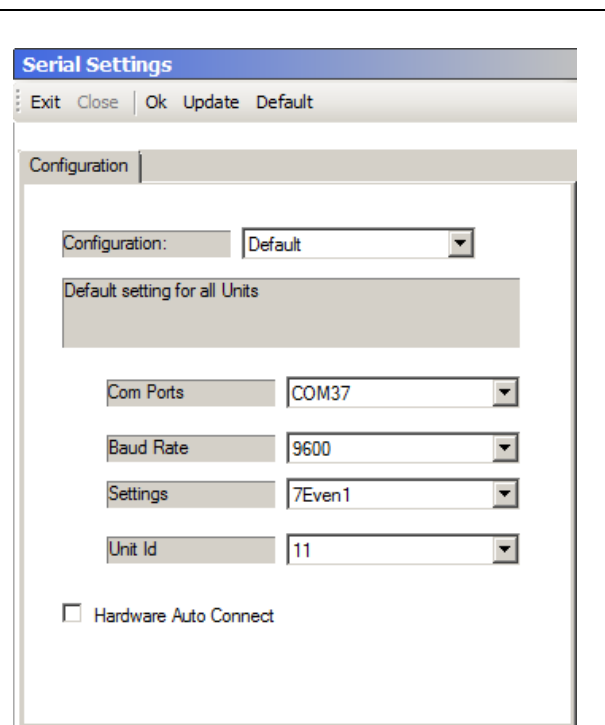 Serial Settings
Exit Close Ok Update Default
Configuration
Configuration: Default
Default setting for all Units
Com Ports COM37
Baud Rate 9600
Settings 7Even1
Unit Id 11
Hardware Auto Connect